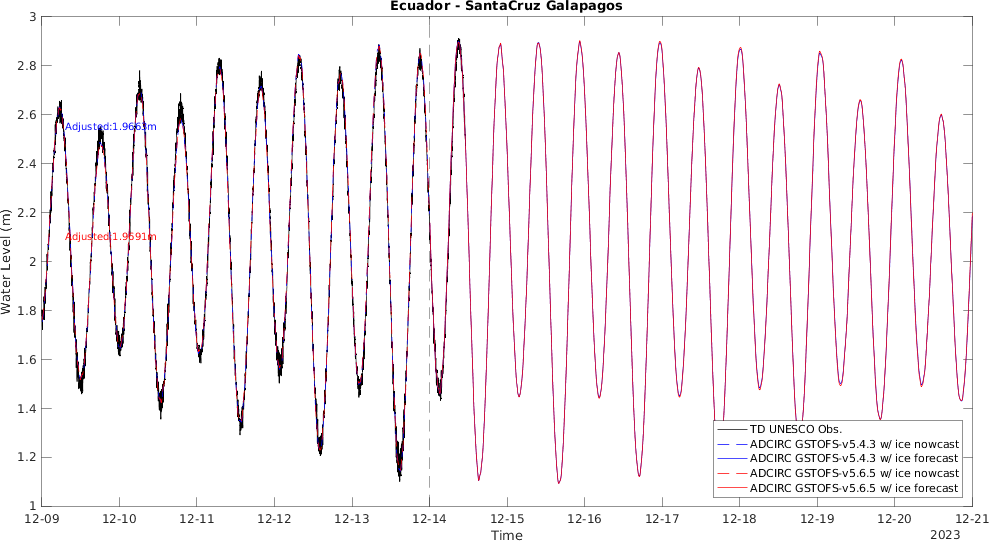 Ecuador - SantaCruz Galapagos
Water Level (m)
3
2.8
2.6
2.4
2.2
2
1.8
1.6
1.4
1.2
1
Adjusted:1.9663m
Adjusted:1.9591m
TD UNESCO Obs.
ADCIRC GSTOFS-v5.4.3 w/ ice nowcast
ADCIRC GSTOFS-v5.4.3 w/ ice forecast
ADCIRC GSTOFS-v5.6.5 w/ ice nowcast
ADCIRC GSTOFS-v5.6.5 w/ ice forecast
12-09 12-10 12-11 12-12 12-13 12-14 12-15 12-16 12-17 12-18 12-19 12-20 12-21
Time
2023